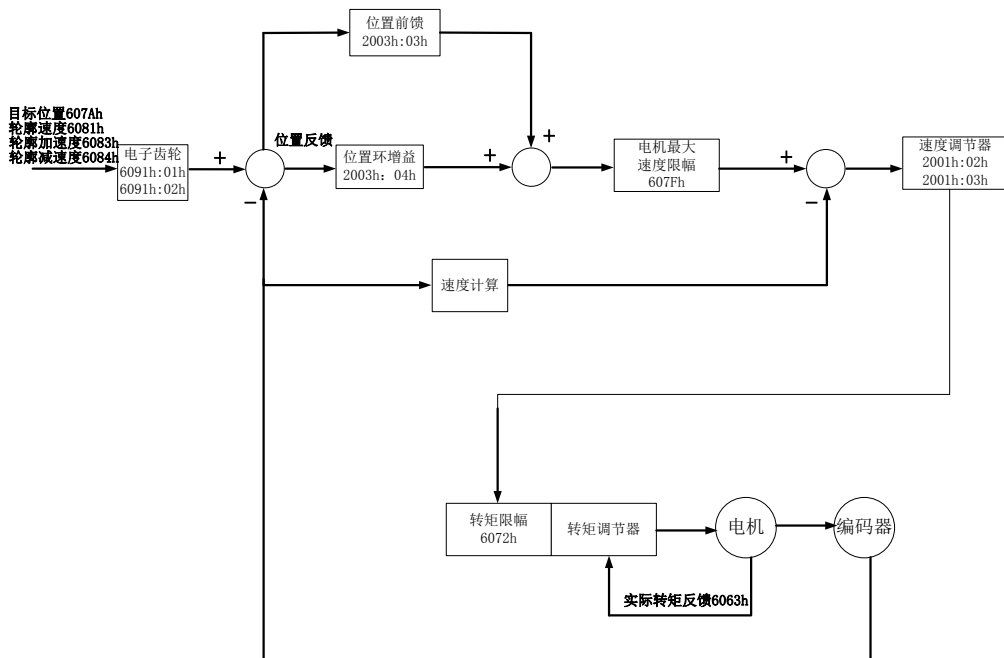 位置前馈
2003h:03h
目标位置607Ah
轮廓速度6081h
轮廓加速度6083h
轮廓减速度6084h
电子齿轮
6091h:01h
6091h:02h
+
−
位置反馈
位置环增益
2003h: 04h
+
+
电机最大
速度限幅
607Fh
+
−
速度调节器
2001h:02h
2001h:03h
速度计算
转矩限幅
6072h
转矩调节器
电机
编码器
实际转矩反馈6063h